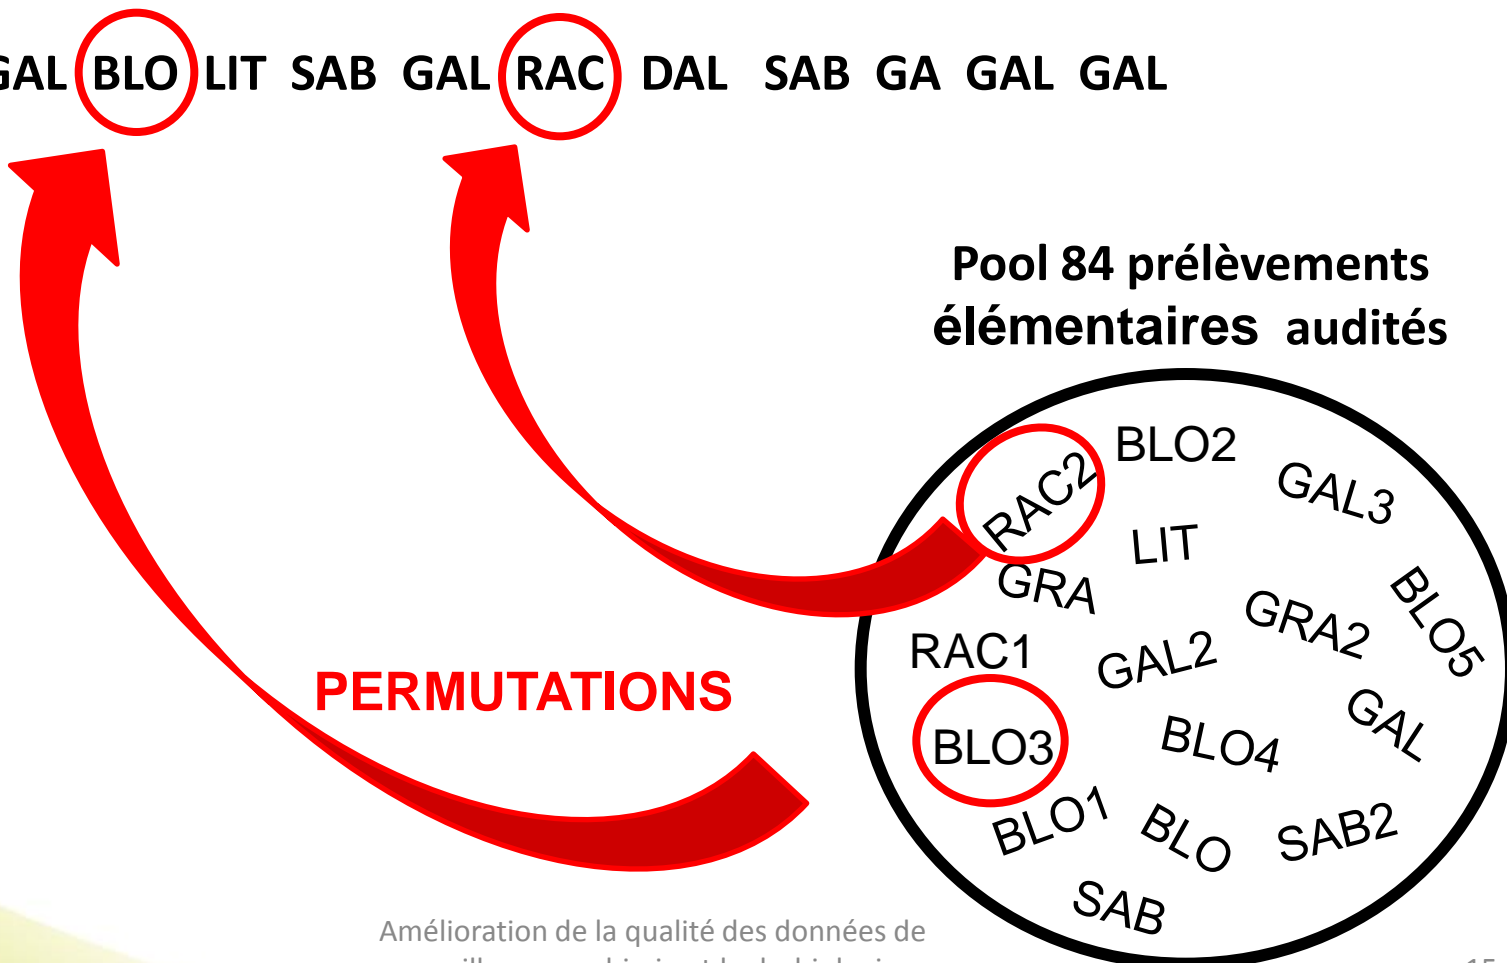 GAL BLO LIT SAB GAL RAC DAL SAB GA GAL GAL
Pool 84 prélèvements
élémentaires audités
BLO2
RAC2
GAL3
LIT
GRA
BLO5
GRA2
RAC1
GAL2
PERMUTATIONS
GAL
BLO3
BLO4
BLO1
BLO
SAB2
SAB
Amélioration de la qualité des données de